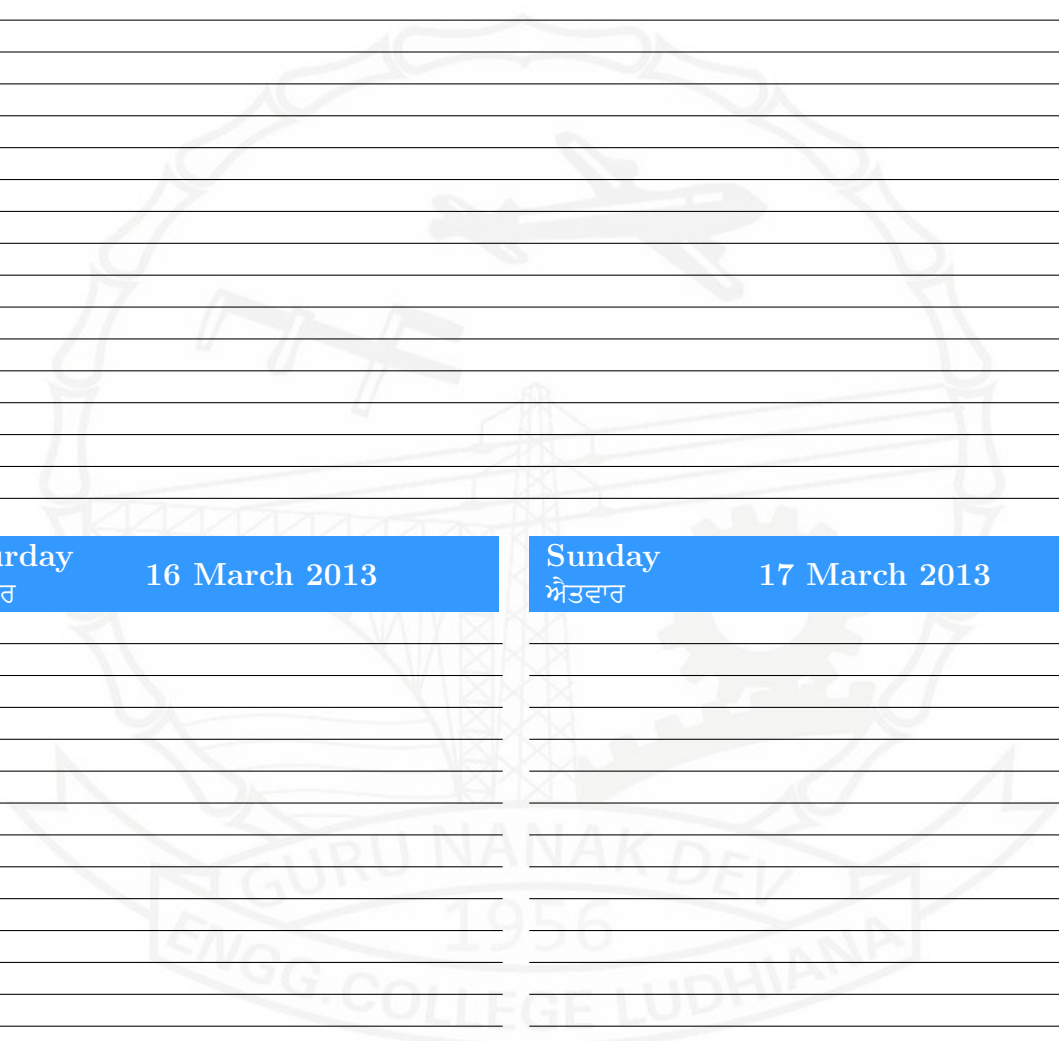 urday
ਰ
16 March 2013
Sunday
ਐਤਵਾਰ
17 March 2013
GURU NANAK DEV
1956
ENGG.COLLEGE LUDHIANA